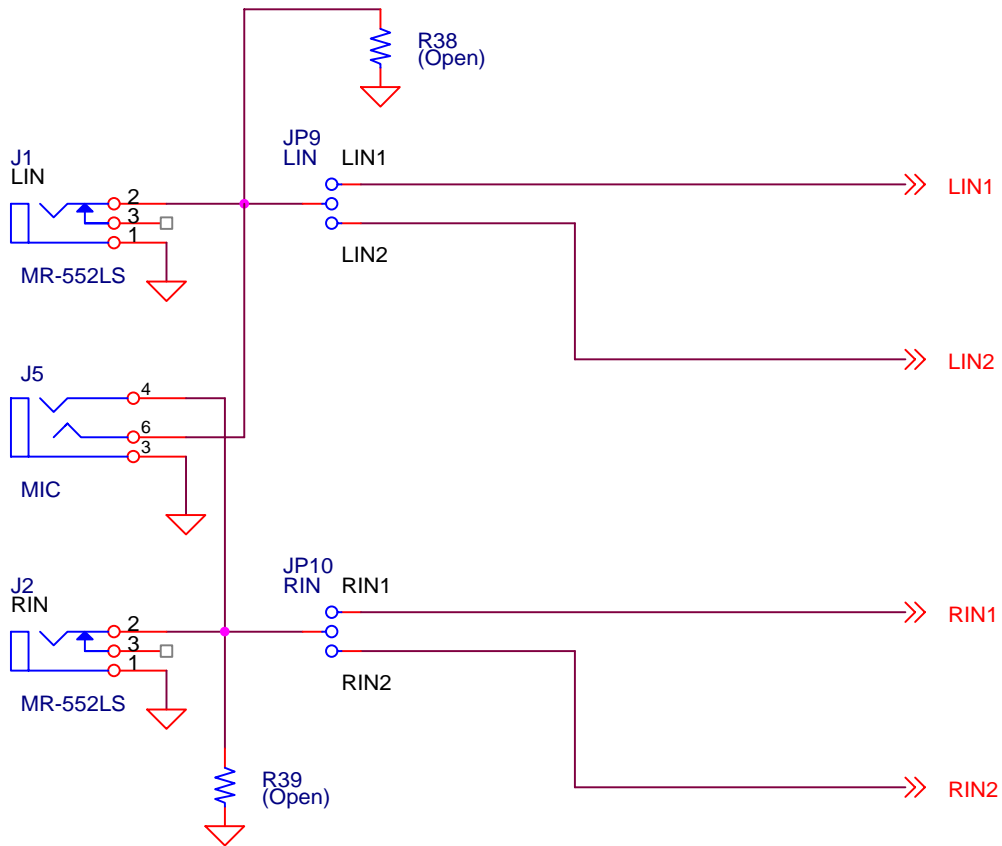 R38
(Open)
JP9
LIN
LIN1
LIN1
J1
LIN
2
3
1
MR-552LS
LIN2
LIN2
J5
4
6
3
MIC
JP10
RIN
RIN1
RIN1
J2
RIN
2
3
1
MR-552LS
RIN2
R39
(Open)
RIN2